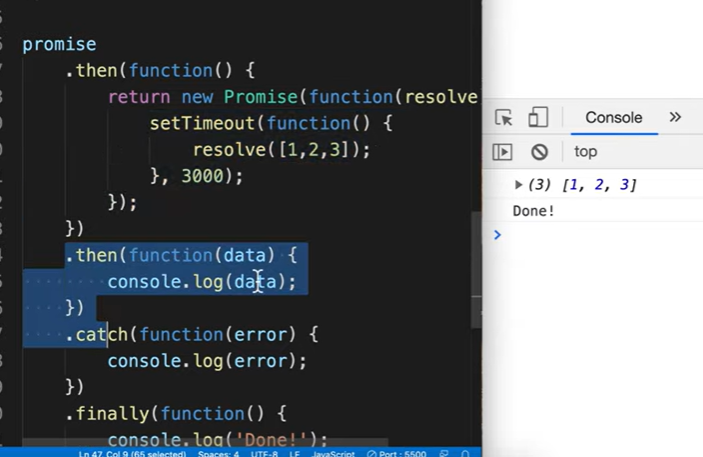 promise
.then(function() {
return new Promise(function(resolve
setTimeout(function() {
resolve([1,2,3]);
}, 3000);
});
})
.then(function(data) {
console.log(data);
})
.catch(function(error) {
console.log(error);
})
.finally(function() {
console.log('Done!');
Ln 47, Col 9 (65 selected) Spaces: 4 UTF-8 LF JavaScript Port : 5500
Console
top
(3) [1, 2, 3]
Done!